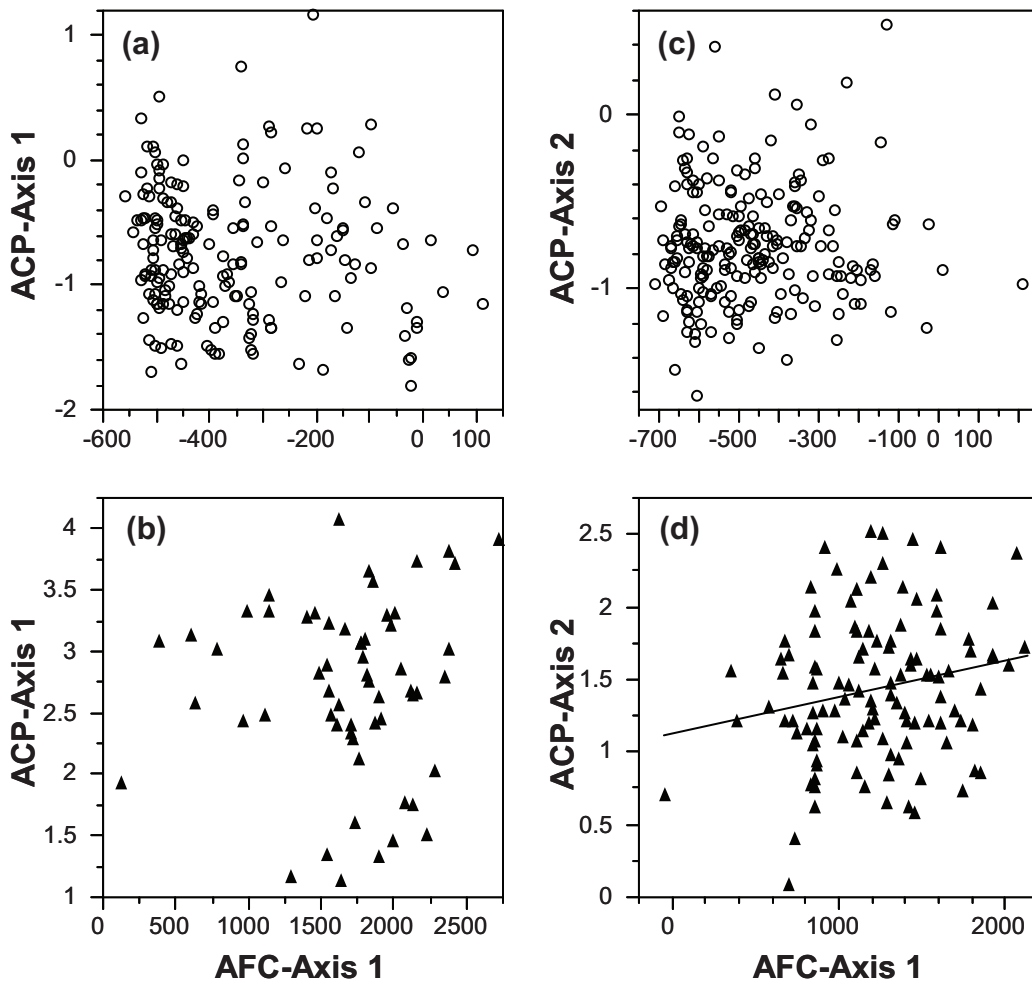 (a)
ACP-Axis 1
1
0
-1
-2
-600 -400 -200 0 100
(c)
ACP-Axis 2
0
-1
-700 -500 -300 -100 0 100
(b)
ACP-Axis 1
4
3.5
3
2.5
2
1.5
1
0 500 1000 1500 2000 2500
AFC-Axis 1
(d)
ACP-Axis 2
2.5
2
1.5
1
0.5
0
0 1000 2000
AFC-Axis 1